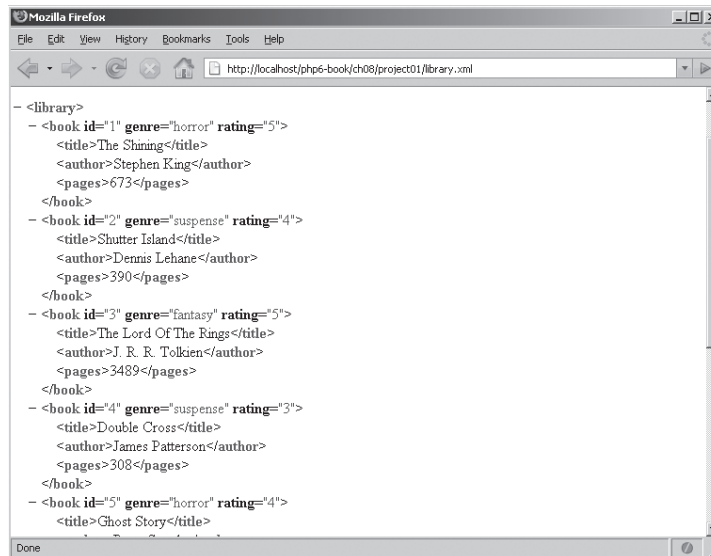 Mozilla Firefox
File Edit View History Bookmarks Tools Help
http://localhost/php6-book/ch08/project01/library.xml
− <library>
− <book id="1" genre="horror" rating="5">
<title>The Shining</title>
<author>Stephen King</author>
<pages>673</pages>
</book>
− <book id="2" genre="suspense" rating="4">
<title>Shutter Island</title>
<author>Dennis Lehane</author>
<pages>390</pages>
</book>
− <book id="3" genre="fantasy" rating="5">
<title>The Lord Of The Rings</title>
<author>J. R. R. Tolkien</author>
<pages>3489</pages>
</book>
− <book id="4" genre="suspense" rating="3">
<title>Double Cross</title>
<author>James Patterson</author>
<pages>308</pages>
</book>
− <book id="5" genre="horror" rating="4">
<title>Ghost Story</title>
Done